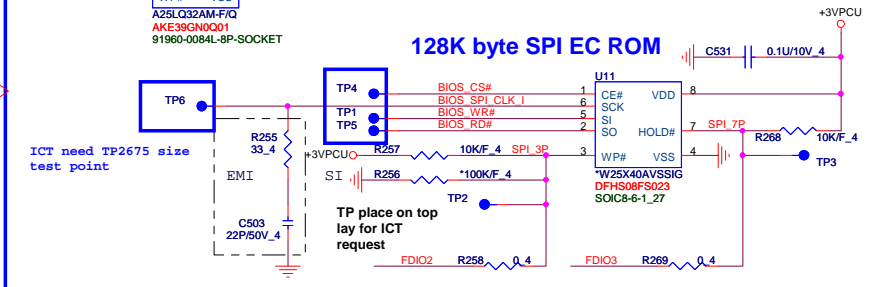 A25LQ32AM-F/Q
AKE39GN0Q01
91960-0084L-8P-SOCKET
128K byte SPI EC ROM
+3VPCU
C531
0.1U/10V_4
U11
TP6
TP4
TP1
TP5
BIOS_CS#
BIOS_SPI_CLK_I
BIOS_WR#
BIOS_RD#
1
6
5
2
3
CE#
SCK
SI
SO
WP#
VDD
HOLD#
VSS
8
7
4
SPI_7P
R268
10K/F_4
TP3
ICT need TP2675 size
test point
R255
33_4
EMI
C503
22P/50V_4
+3VPCU
R257
10K/F_4
SPI_3P
SI
R256
*100K/F_4
TP2
*W25X40AVSSIG
DFHS08FS023
SOIC8-6-1_27
TP place on top
lay for ICT
request
FDIO2
R258
0_4
FDIO3
R269
0_4